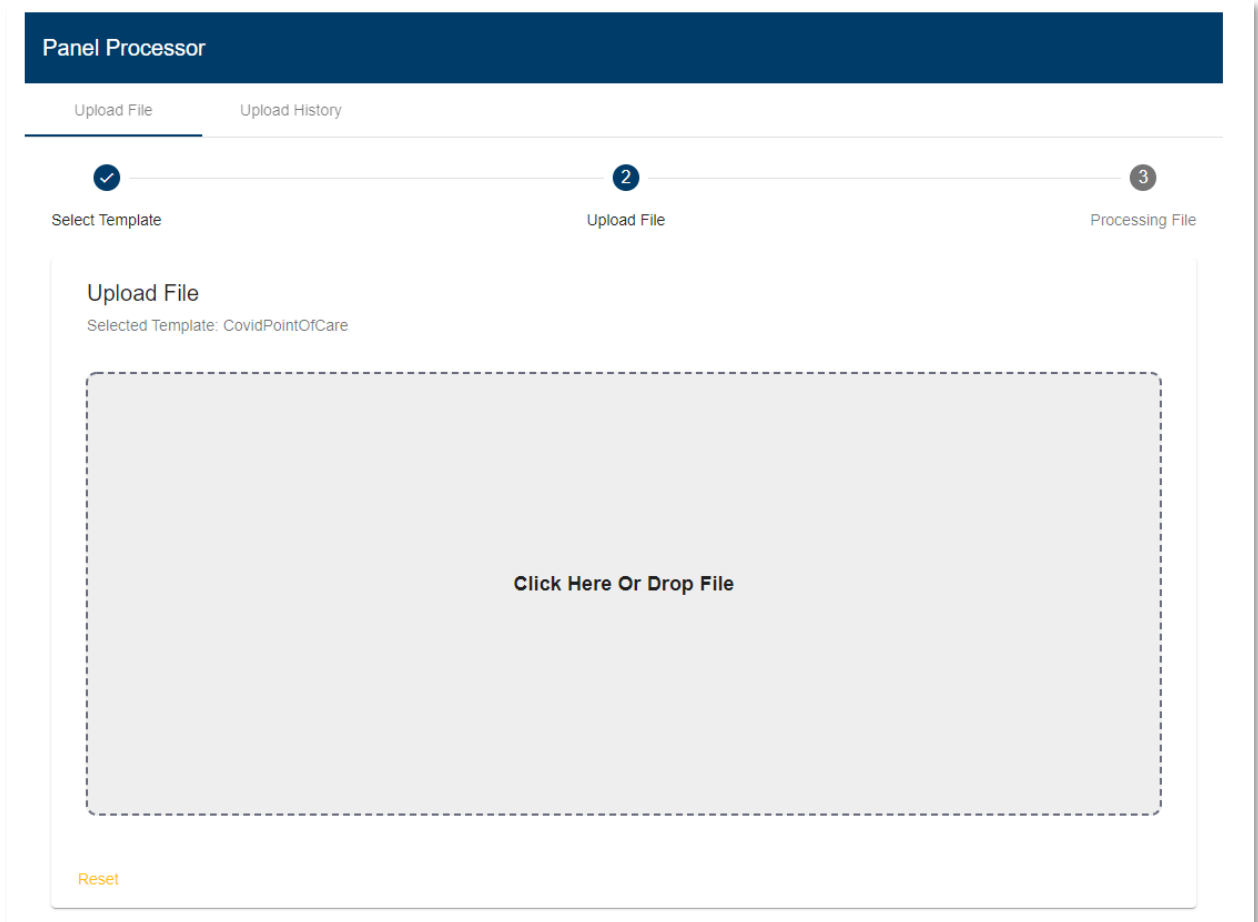 Panel Processor
Upload File
Upload History
2
3
Select Template
Upload File
Processing File
Upload File
Selected Template: CovidPointOfCare
Click Here Or Drop File
Reset